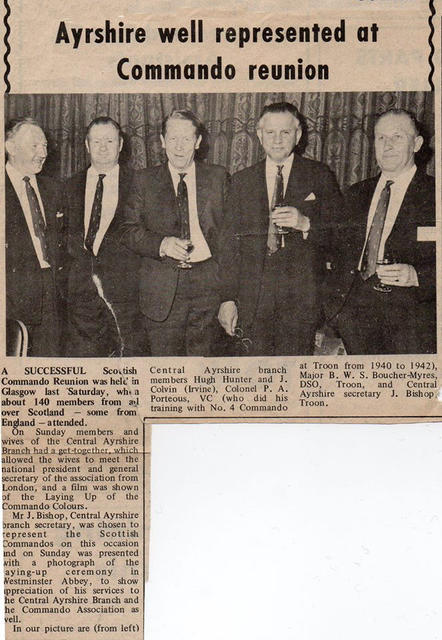 Ayrshire well represented at
Commando reunion
A SUCCESSFUL Scottish
Commando Reunion was held in
Glasgow last Saturday, when
about 140 members from all
over Scotland — some from
England — attended.
On Sunday members and
wives of the Central Ayrshire
Branch had a get-together, which
allowed the wives to meet the
national president and general
secretary of the association from
London, and a film was shown
of the Laying Up of the
Commando Colours.
Mr J. Bishop, Central Ayrshire
branch secretary, was chosen to
represent the Scottish
Commandos on this occasion
and on Sunday was presented
with a photograph of the
laying-up ceremony in
Westminster Abbey, to show
appreciation of his services to
the Central Ayrshire Branch and
the Commando Association as
well.
In our picture are (from left)
Central Ayrshire branch
members Hugh Hunter and J.
Colvin (Irvine), Colonel P. A.
Porteous, VC (who did his
training with No. 4 Commando
at Troon from 1940 to 1942),
Major B. W. S. Boucher-Myres,
DSO, Troon, and Central
Ayrshire secretary J. Bishop,
Troon.